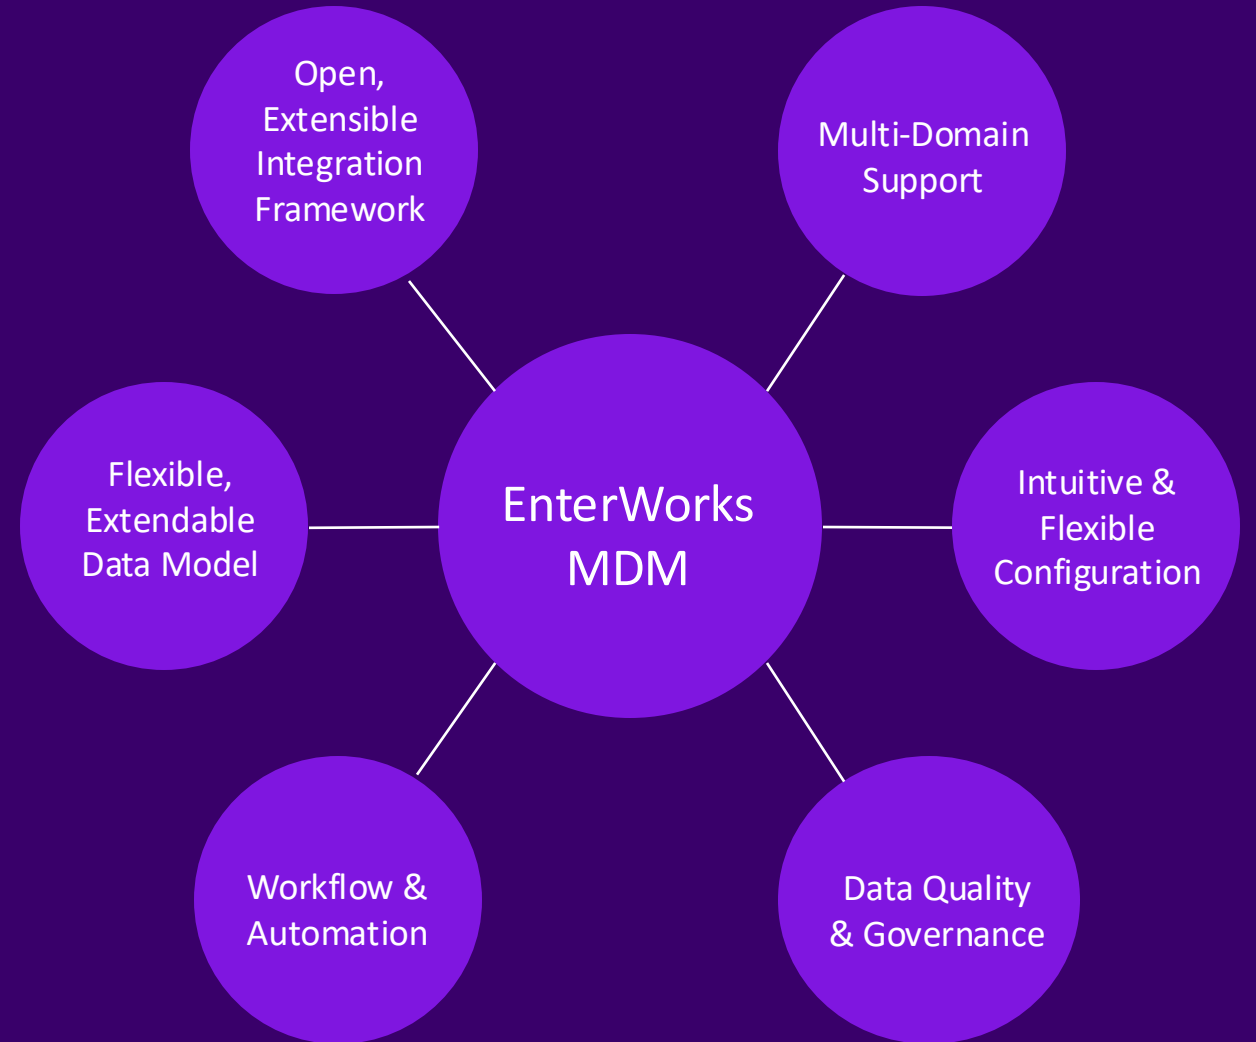 Open,
Extensible
Integration
Framework
Multi-Domain
Support
Flexible,
Extendable
Data Model
EnterWorks
MDM
Intuitive &
Flexible
Configuration
Workflow &
Automation
Data Quality
& Governance